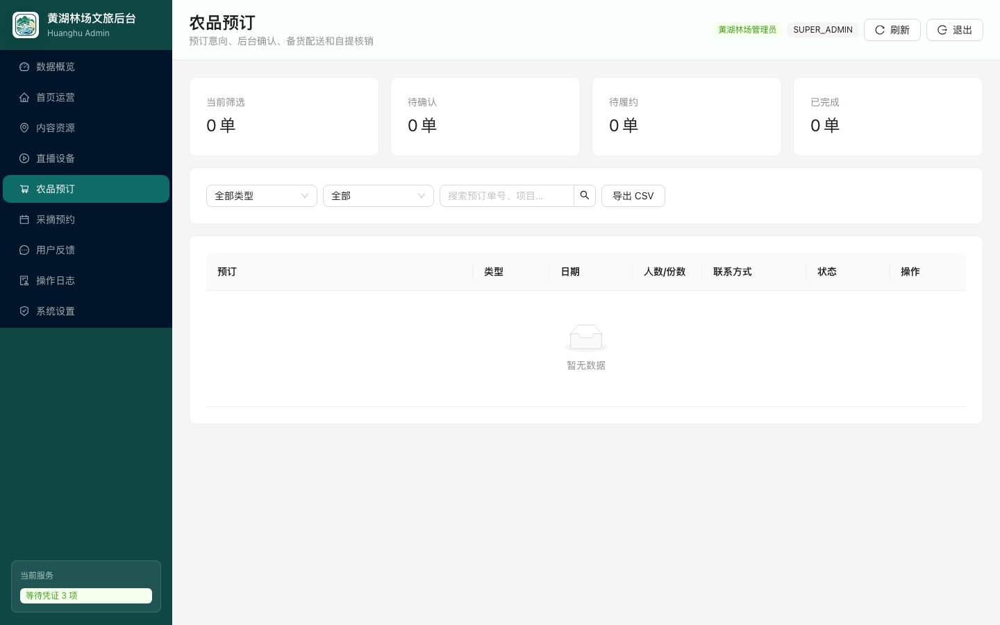 黄湖林场文旅后台
Huanghu Admin
数据概览
首页运营
内容资源
直播设备
农品预订
采摘预约
用户反馈
操作日志
系统设置
当前服务
等待凭证 3 项
农品预订
预订意向、后台确认、备货配送和自提核销
黄湖林场管理员
SUPER_ADMIN
刷新
退出
当前筛选
0 单
待确认
0 单
待履约
0 单
已完成
0 单
全部类型
全部
搜索预订单号、项目...
导出 CSV
预订 类型 日期 人数/份数 联系方式 状态 操作
暂无数据